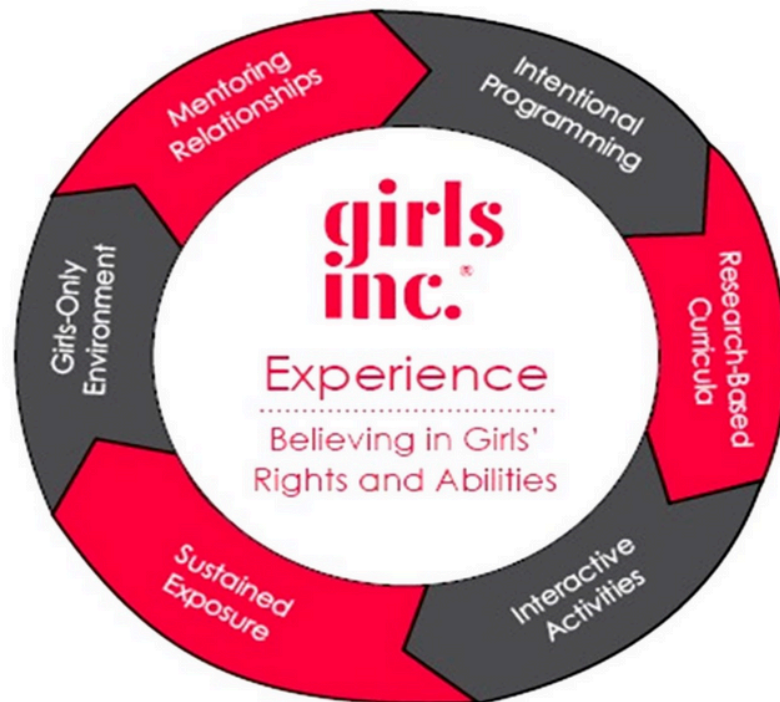 Mentoring
Relationships
Intentional
Programming
Research-Based
Curricula
Interactive
Activities
Sustained
Exposure
Girls-Only
Environment
girls
inc.®
Experience
Believing in Girls'
Rights and Abilities